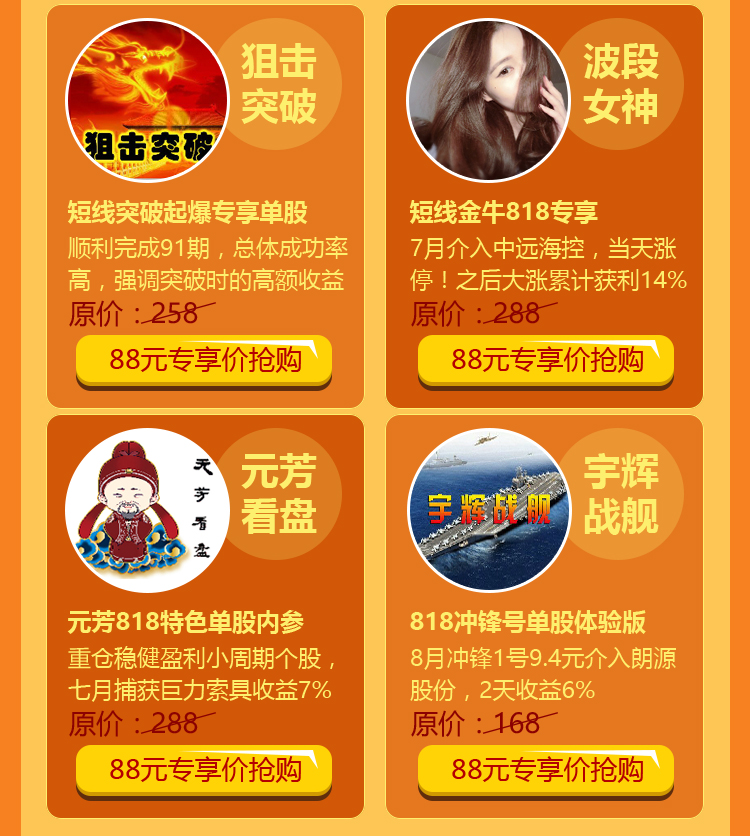 狙击
突破
狙击突破
短线突破起爆专享单股
顺利完成91期，总体成功率
高，强调突破时的高额收益
原价：258
88元专享价抢购
波段
女神
短线金牛818专享
7月介入中远海控，当天涨
停！之后大涨累计获利14%
原价：288
88元专享价抢购
元芳
看盘
元芳看盘
元芳818特色单股内参
重仓稳健盈利小周期个股，
七月捕获巨力索具收益7%
原价：288
88元专享价抢购
宇辉
战舰
宇辉战舰
818冲锋号单股体验版
8月冲锋1号9.4元介入朗源
股份，2天收益6%
原价：168
88元专享价抢购